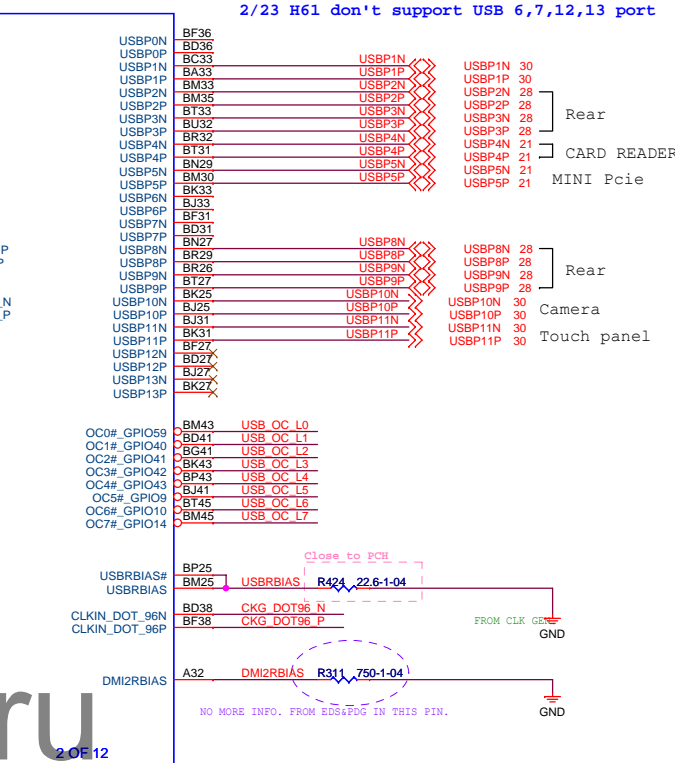 2/23 H61 don't support USB 6,7,12,13 port
USBP0N BF36
USBP0P BD36
USBP1N BC33 USBP1N USBP1N 30
USBP1P BA33 USBP1P USBP1P 30
USBP2N BM33 USBP2N USBP2N 28
USBP2P BM35 USBP2P USBP2P 28
Rear
USBP3N BT33 USBP3N USBP3N 28
USBP3P BU32 USBP3P USBP3P 28
USBP4N BR32 USBP4N USBP4N 21
USBP4P BT31 USBP4P USBP4P 21 CARD READER
USBP5N BN29 USBP5N USBP5N 21
USBP5P BM30 USBP5P USBP5P 21 MINI Pcie
USBP6N BK33
USBP6P BJ33
USBP7N BF31
USBP7P BD31
USBP8N BN27 USBP8N USBP8N 28
P
USBP8P BR29 USBP8P USBP8P 28
P
Rear
USBP9N BR26 USBP9N USBP9N 28
USBP9P BT27 USBP9P USBP9P 28
_N
USBP10N BK25 USBP10N USBP10N 30
_P
USBP10P BJ25 USBP10P USBP10P 30 Camera
USBP11N BJ31 USBP11N USBP11N 30
USBP11P BK31 USBP11P USBP11P 30 Touch panel
USBP12N BF27
USBP12P BD27
USBP13N BJ27
USBP13P BK27
OC0#_GPIO59 BM43 USB_OC_L0
OC1#_GPIO40 BD41 USB_OC_L1
OC2#_GPIO41 BG41 USB_OC_L2
OC3#_GPIO42 BK43 USB_OC_L3
OC4#_GPIO43 BP43 USB_OC_L4
OC5#_GPIO9 BJ41 USB_OC_L5
OC6#_GPIO10 BT45 USB_OC_L6
OC7#_GPIO14 BM45 USB_OC_L7
Close to PCH
USBRBIAS# BP25
USBRBIAS BM25 USBRBIAS R424 22.6-1-04
CLKIN_DOT_96N BD38 CKG_DOT96_N
CLKIN_DOT_96P BF38 CKG_DOT96_P
FROM CLK GEN
GND
DMI2RBIAS A32 DMI2RBIAS R311 750-1-04
NO MORE INFO. FROM EDS&PDG IN THIS PIN.
GND
ru
2 OF 12